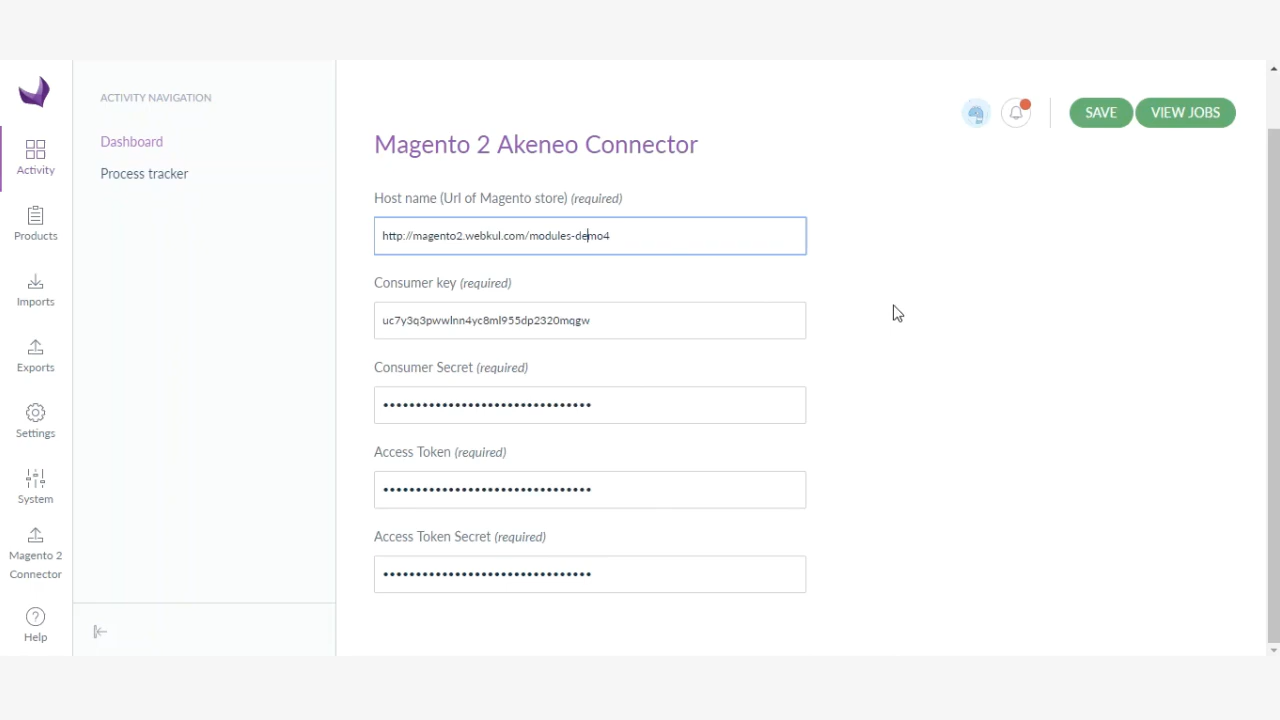 ACTIVITY NAVIGATION
Dashboard
Process tracker
Activity
Products
Imports
Exports
Settings
System
Magento 2
Connector
Help
SAVE
VIEW JOBS
Magento 2 Akeneo Connector
Host name (Url of Magento store) (required)
http://magento2.webkul.com/modules-demo4
Consumer key (required)
uc7y3q3pwwlnn4yc8ml955dp2320mqgw
Consumer Secret (required)
••••••••••••••••••••••••••••••••
Access Token (required)
••••••••••••••••••••••••••••••••
Access Token Secret (required)
••••••••••••••••••••••••••••••••